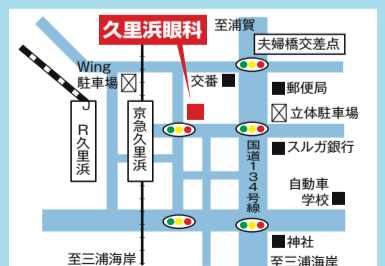 至浦賀
久里浜眼科
夫婦橋交差点
Wing
駐車場
交番
郵便局
立体駐車場
JR久里浜
京急久里浜
国道134号線
スルガ銀行
自動車
学校
神社
至三浦海岸
至三浦海岸